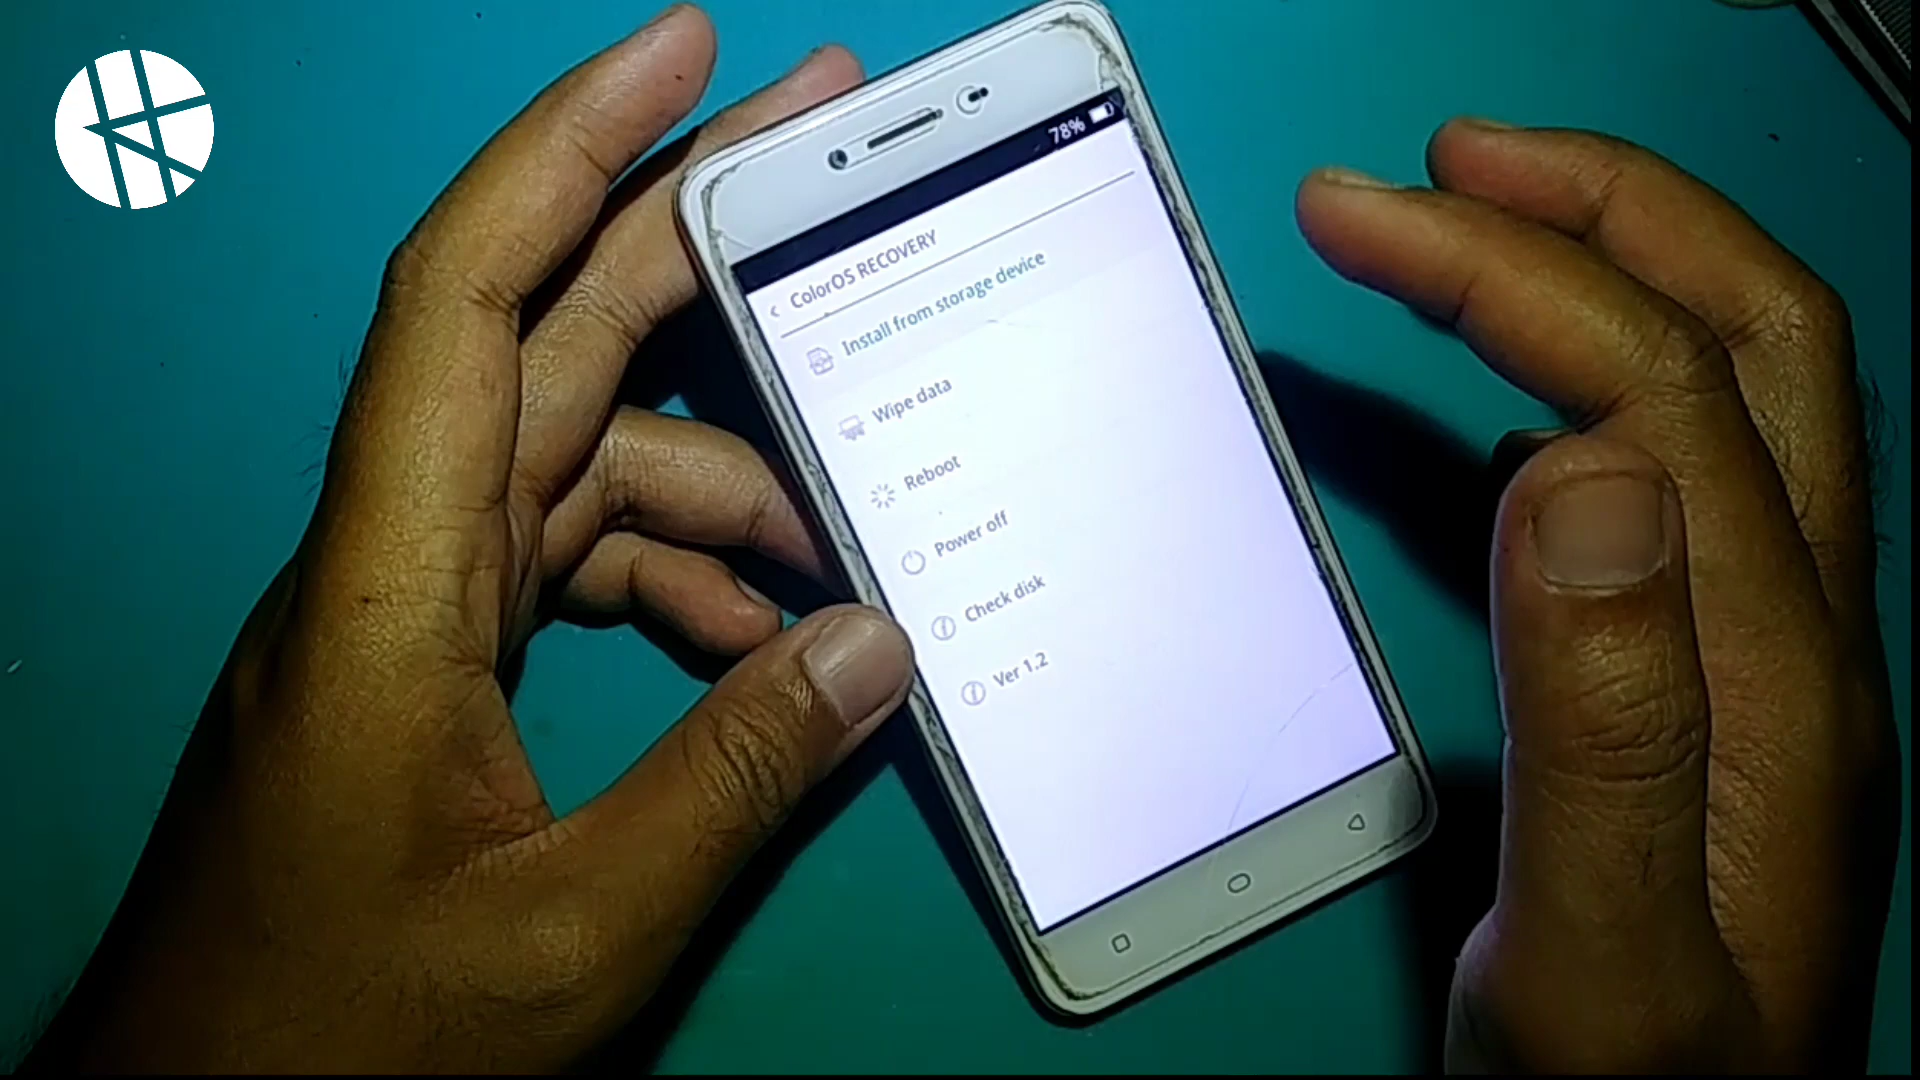 78%
ColorOS RECOVERY
Install from storage device
Wipe data
Reboot
Power off
Check disk
Ver 1.2